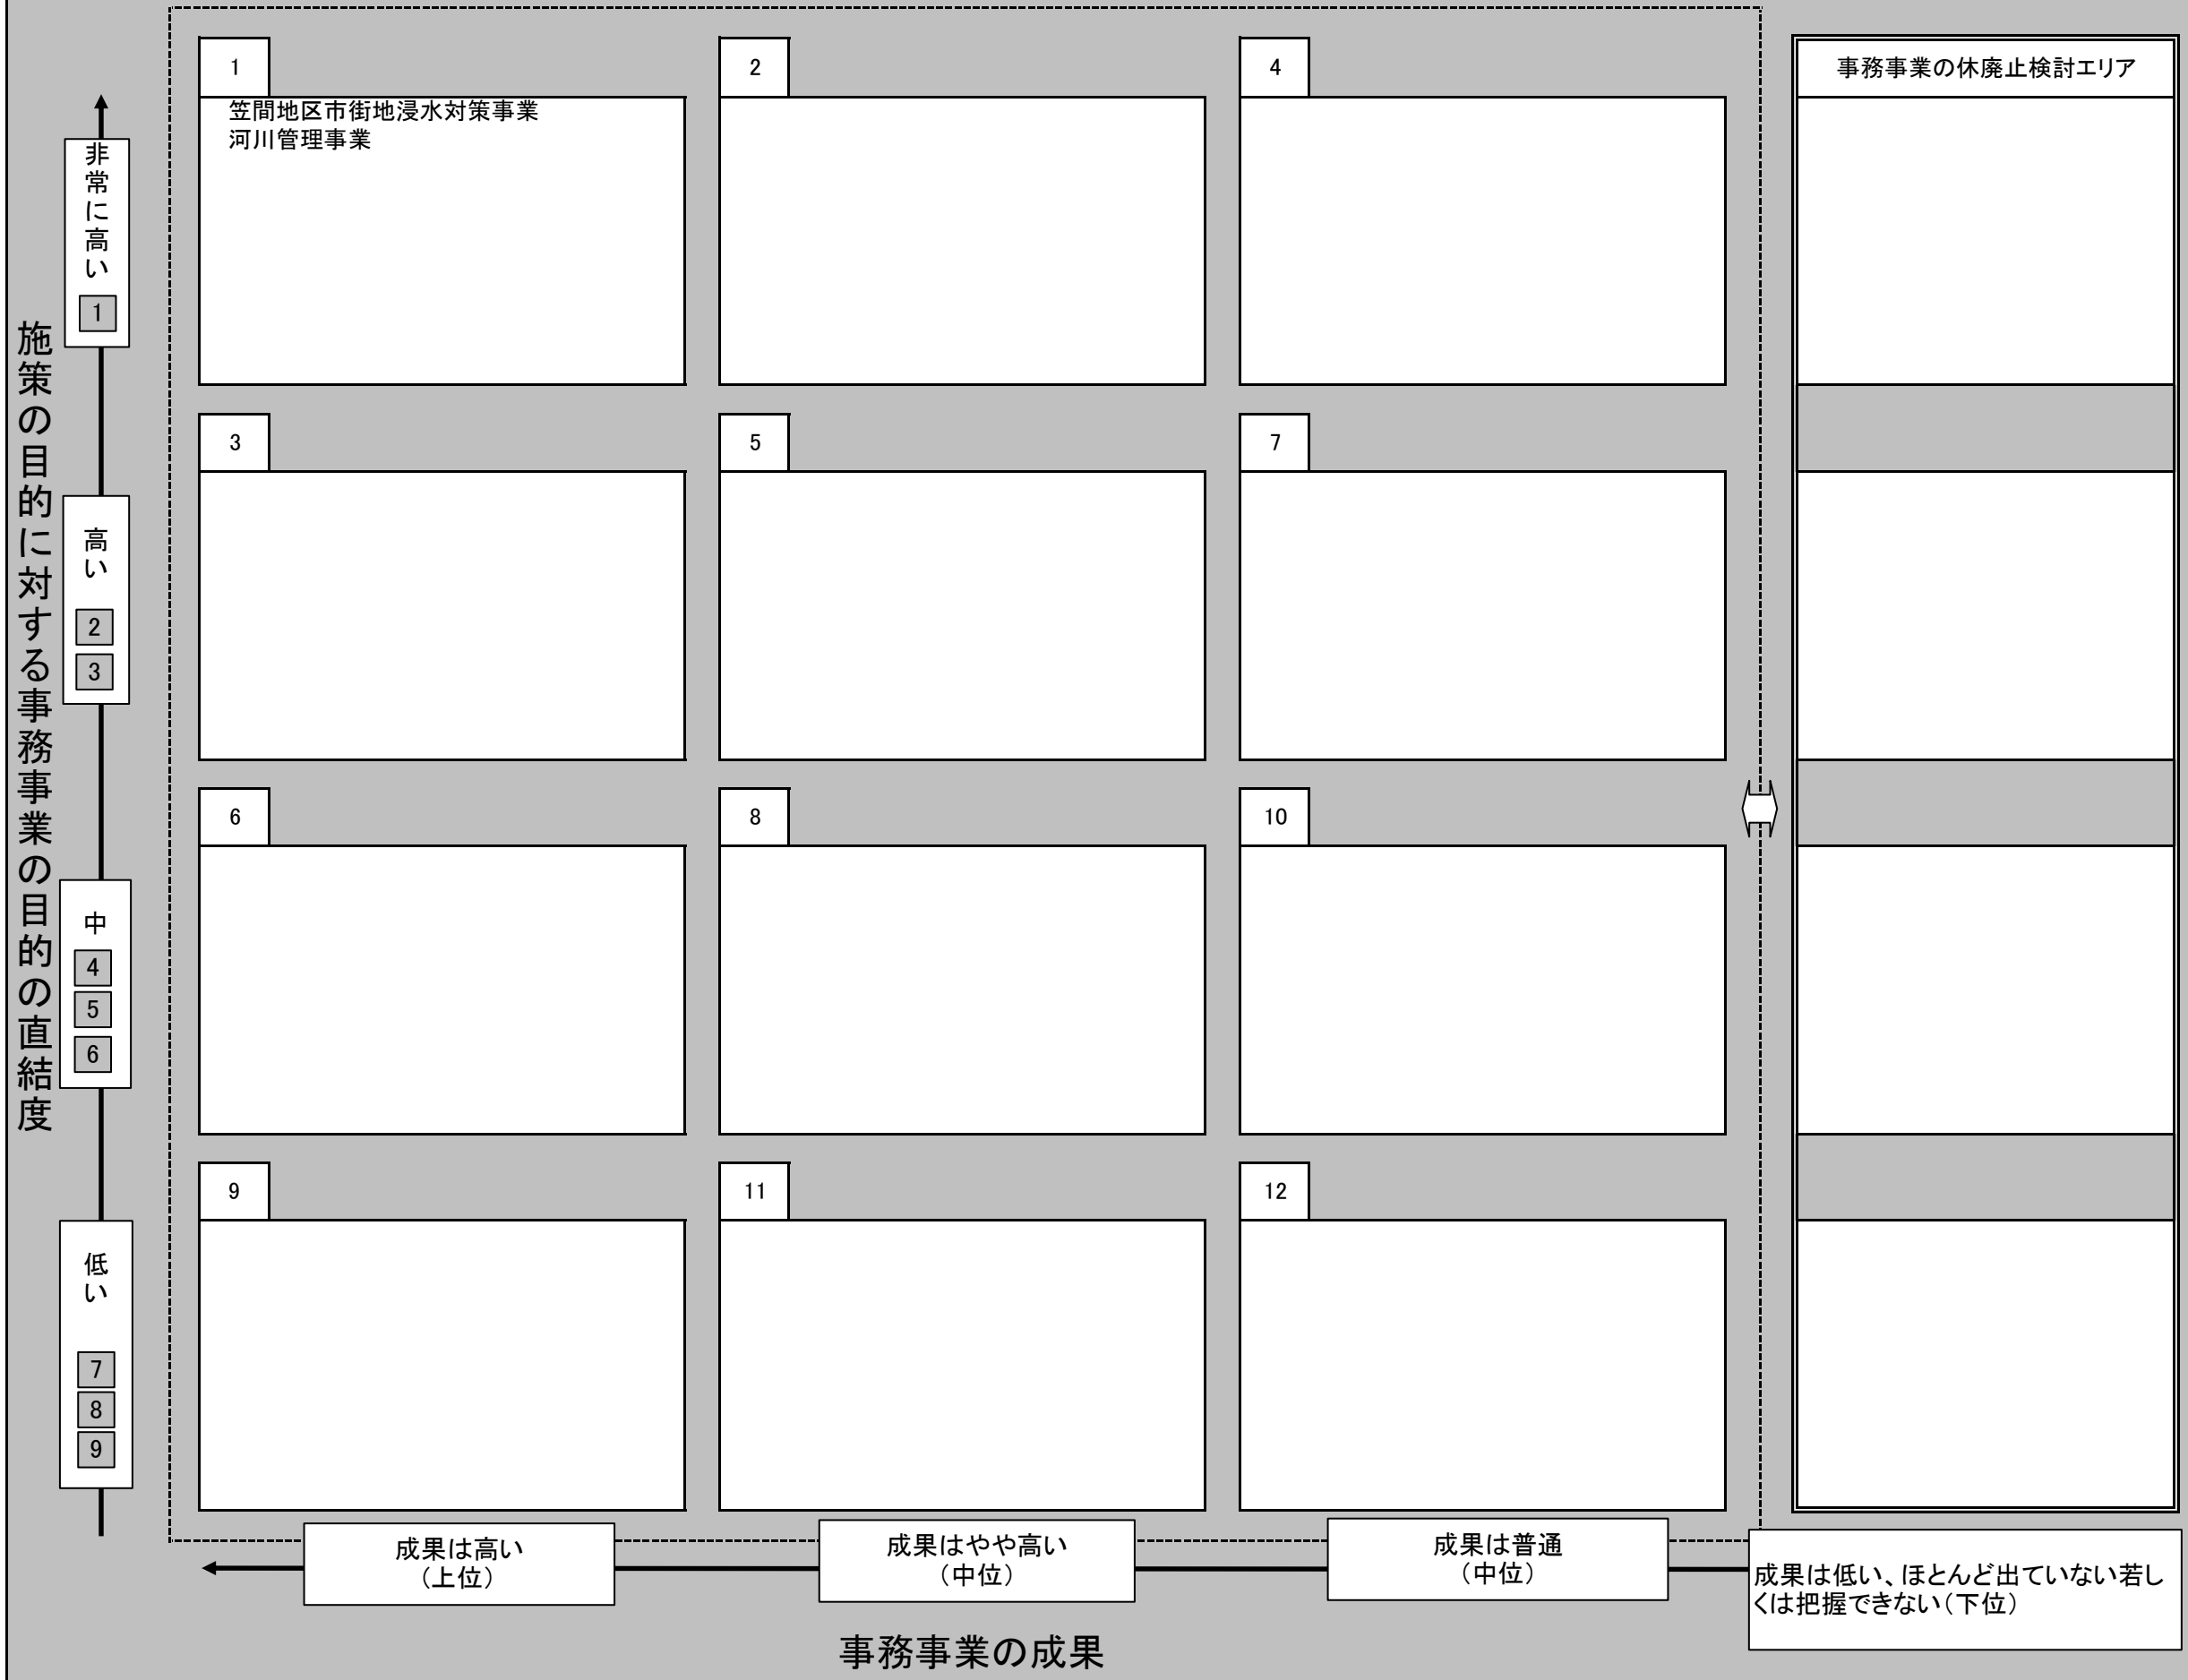 施策の目的に対する事務事業の目的の直結度
非常に高い
1
高い
2
3
中
4
5
6
低い
7
8
9
1
笠間地区市街地浸水対策事業
河川管理事業
2
4
事務事業の休廃止検討エリア
3
5
7
6
8
10
9
11
12
成果は高い
（上位）
成果はやや高い
（中位）
成果は普通
（中位）
成果は低い、ほとんど出ていない若し
くは把握できない（下位）
事務事業の成果